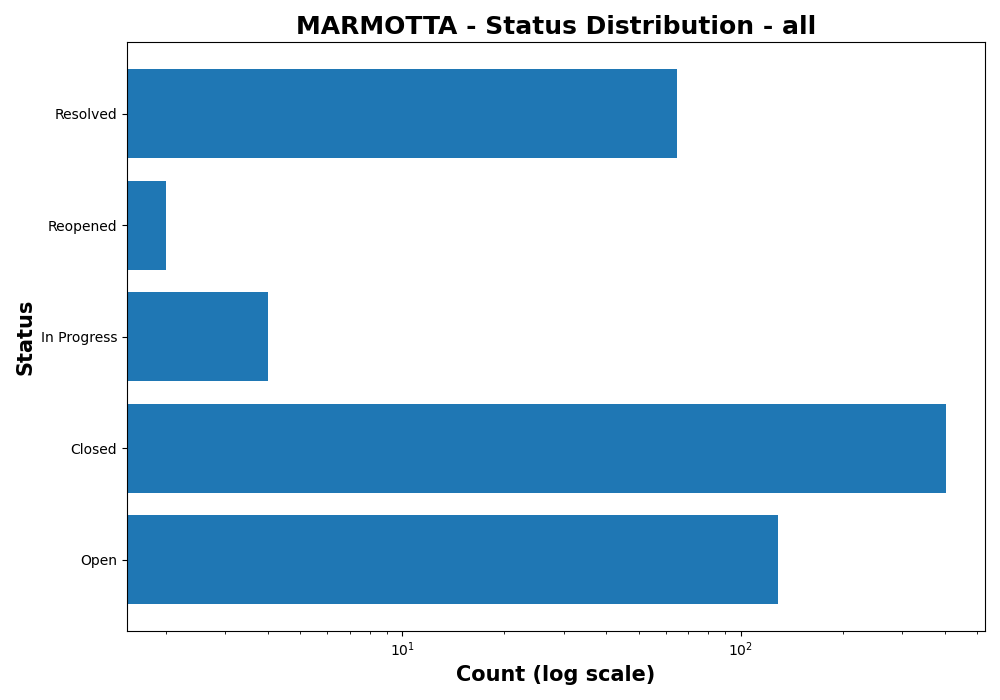 MARMOTTA - Status Distribution - all
Resolved
Reopened
In Progress
Closed
Open
Status
10¹
10²
Count (log scale)